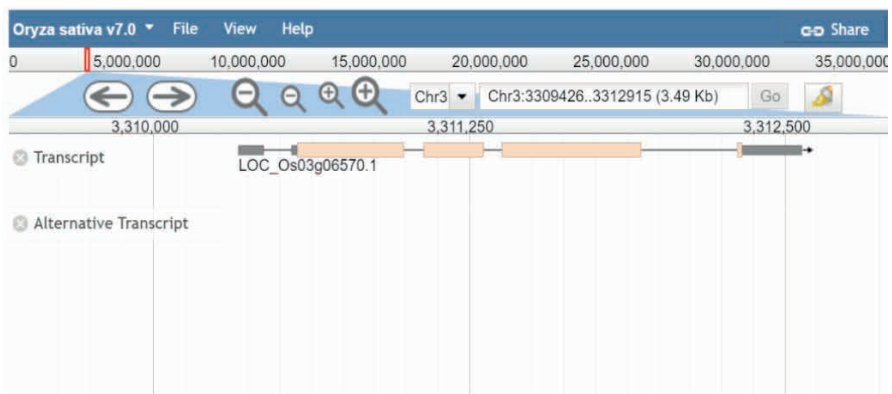 Oryza sativa v7.0 File View Help Share
0 5,000,000 10,000,000 15,000,000 20,000,000 25,000,000 30,000,000 35,000,000
Chr3 Chr3:3309426..3312915 (3.49 Kb) Go
3,310,000 3,311,250 3,312,500
Transcript
LOC_Os03g06570.1
Alternative Transcript